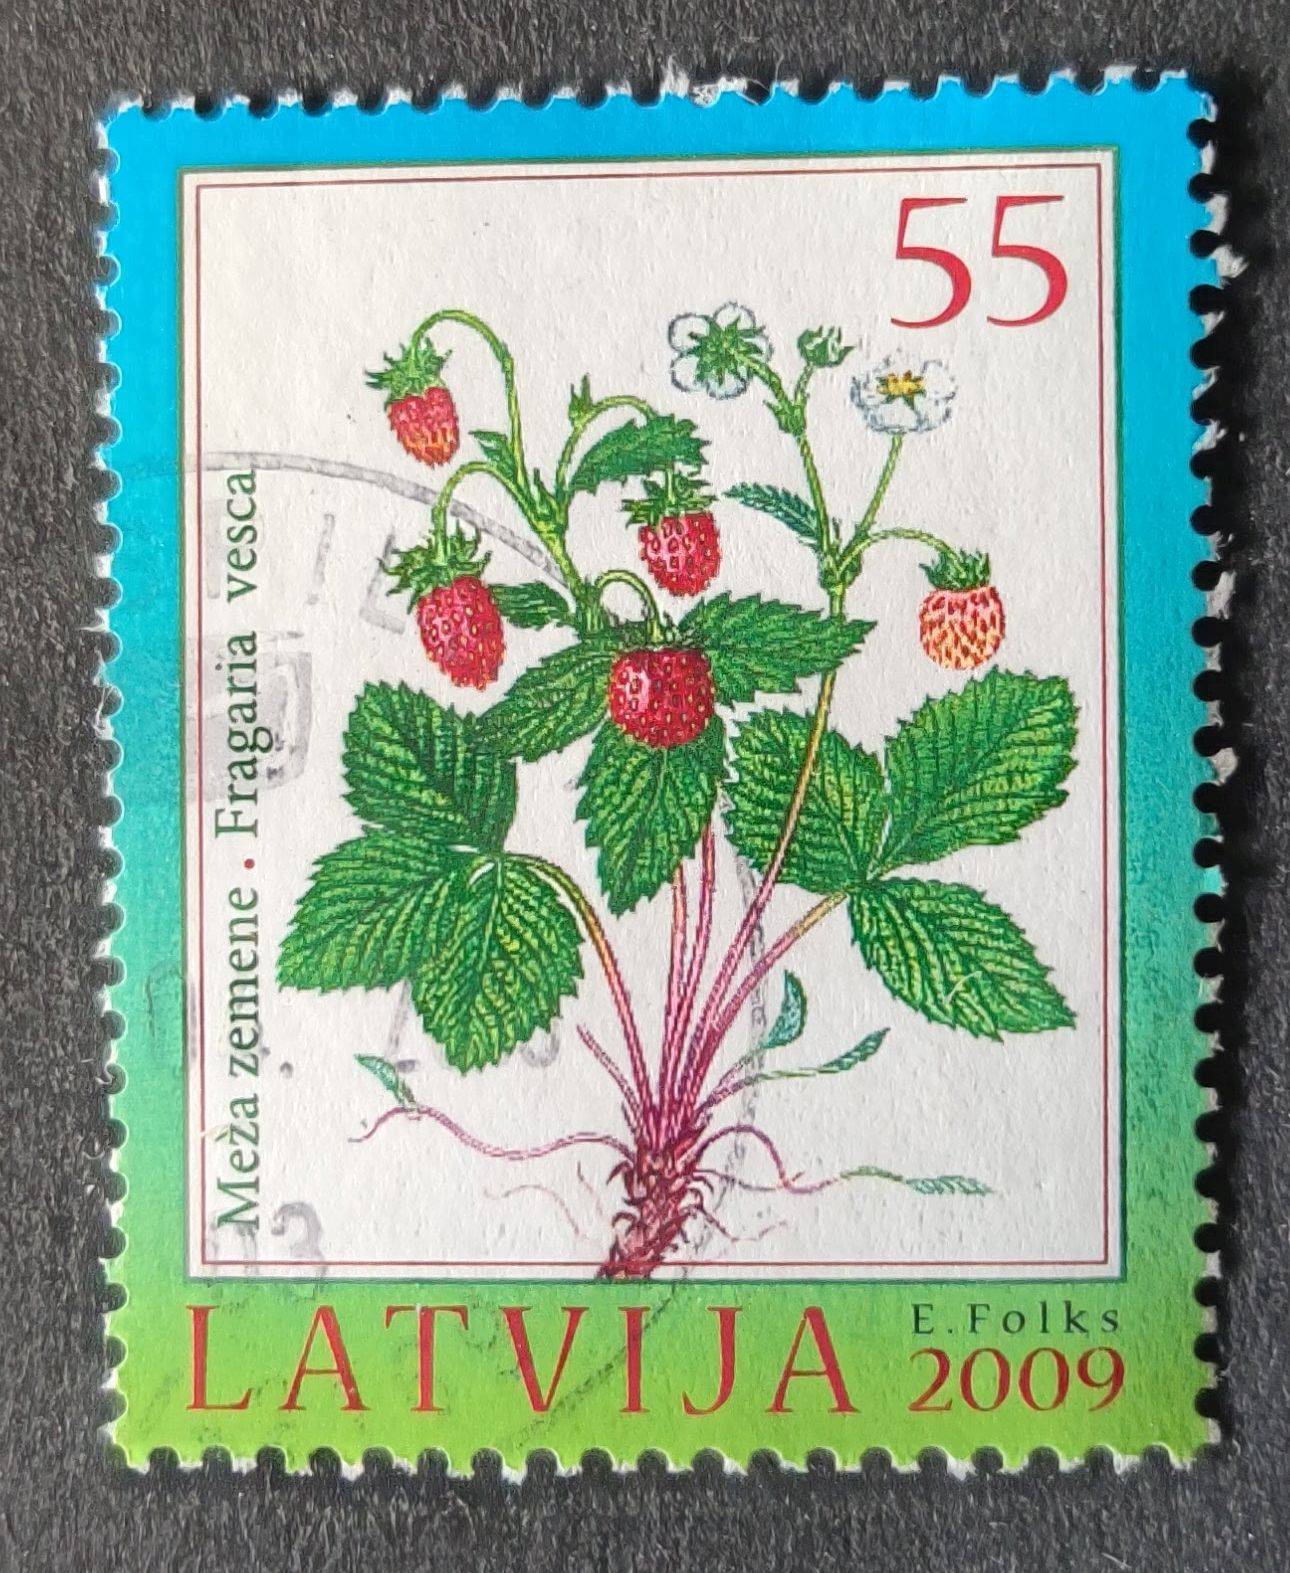 55
Meža zemene . Fragaria vesca
LATVIJA
E. Folks
2009